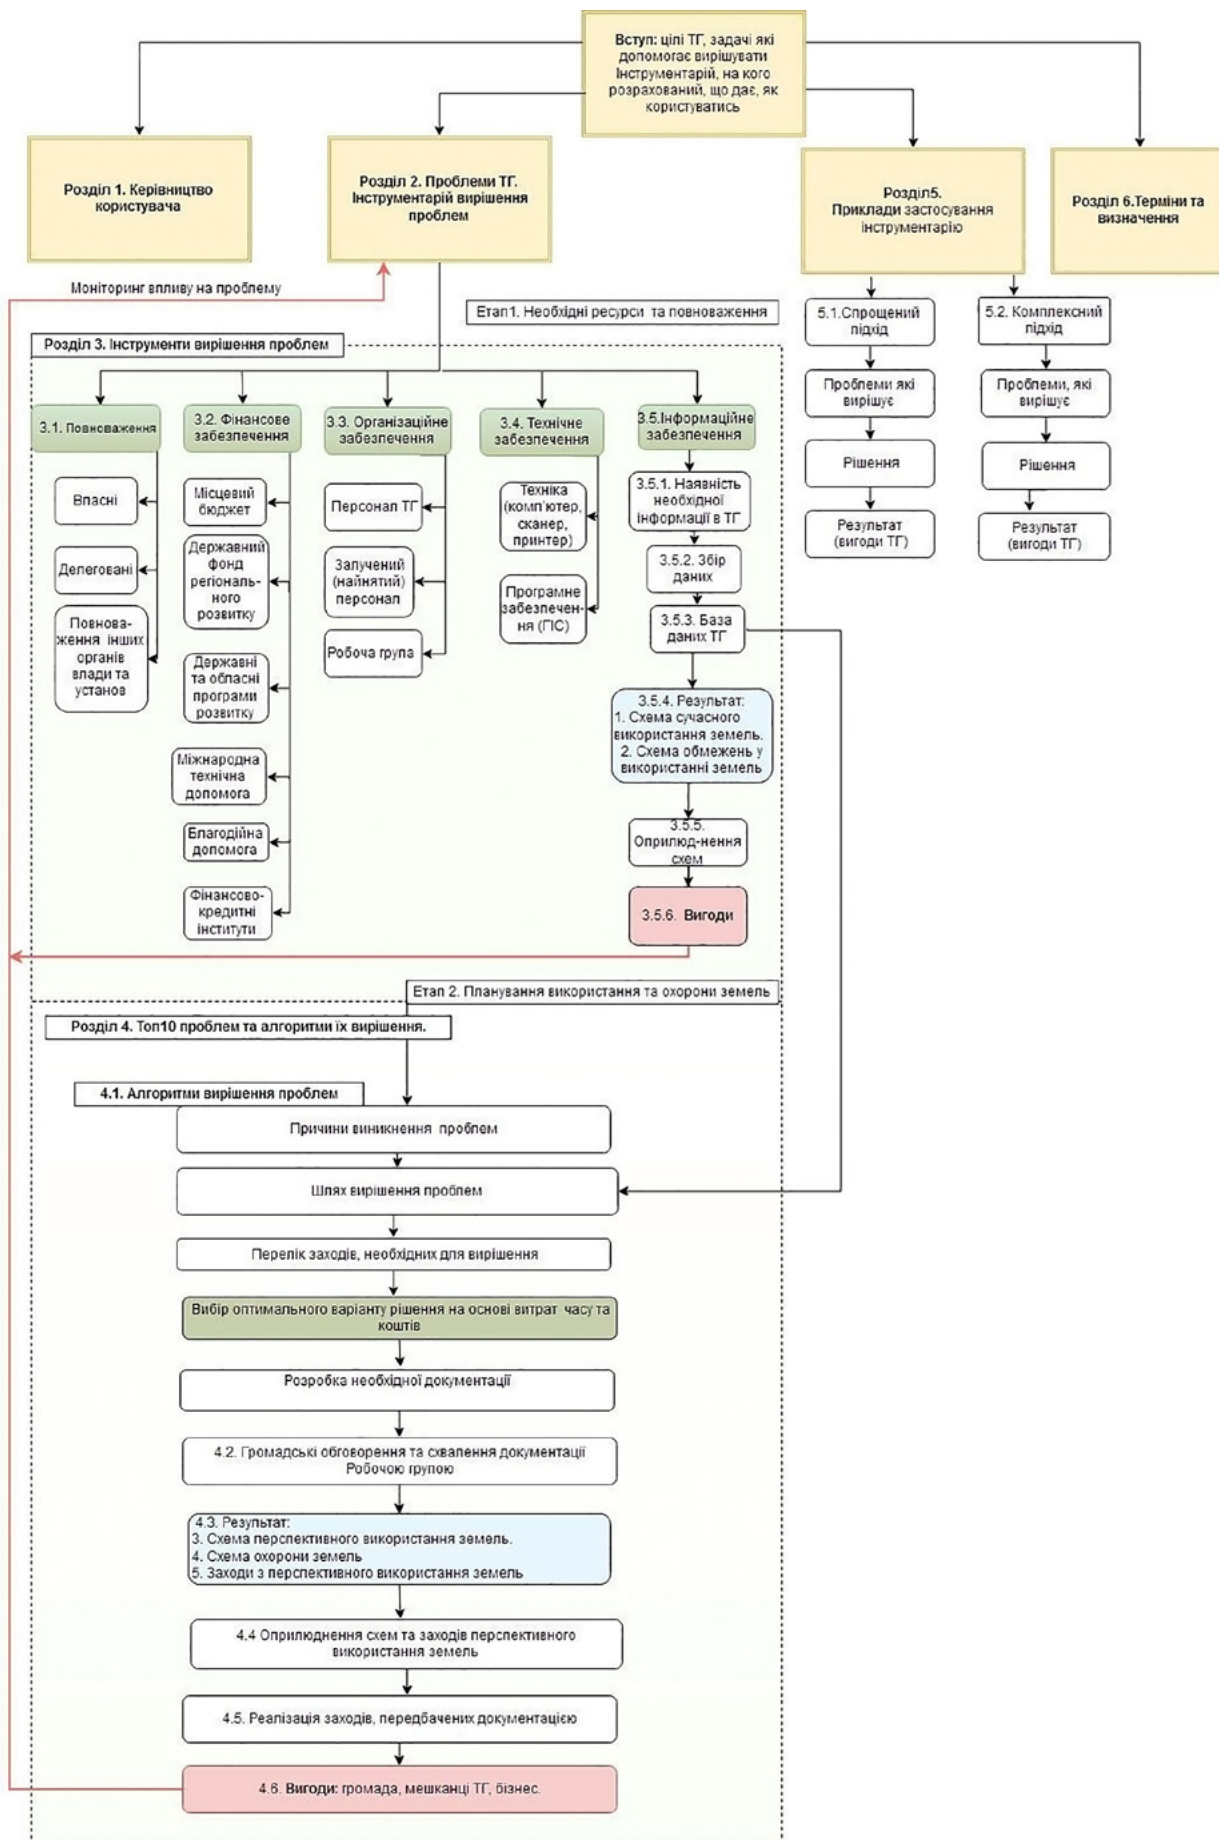 Вступ: цілі ТГ, задачі які
допомагає вирішувати
Інструментарій, на кого
розрахований, що дає, як
користуватись
Розділ 1. Керівництво
користувача
Розділ 2. Проблеми ТГ.
Інструментарій вирішення
проблем
Розділ5.
Приклади застосування
інструментарію
Розділ 6.Терміни та
визначення
Моніторинг впливу на проблему
Етап1. Необхідні ресурси та повноваження
5.1.Спрощений
підхід
5.2. Комплексний
підхід
Проблеми які
вирішує
Проблеми, які
вирішує
Рішення
Рішення
Результат
(вигоди ТГ)
Результат
(вигоди ТГ)
Розділ 3. Інструменти вирішення проблем
3.1. Повноваження
3.2. Фінансове
забезпечення
3.3. Організаційне
забезпечення
3.4. Технічне
забезпечення
3.5.Інформаційне
забезпечення
Власні
Делеговані
Повнова-
ження інших
органів
влади та
установ
Місцевий
бюджет
Державний
фонд
регіональ-
ного
розвитку
Державні
та обласні
програми
розвитку
Міжнародна
технічна
допомога
Благодійна
допомога
Фінансово-
кредитні
інститути
Персонал ТГ
Залучений
(найнятий)
персонал
Робоча група
Техніка
(комп'ютер,
сканер,
принтер)
Програмне
забезпечен-
ня (ГІС)
3.5.1. Наявність
необхідної
інформації в ТГ
3.5.2. Збір
даних
3.5.3. База
даних ТГ
3.5.4. Результат:
1. Схема сучасного
використання земель.
2. Схема обмежень у
використанні земель
3.5.5.
Оприлюд-нення
схем
3.5.6. Вигоди
Етап 2. Планування використання та охорони земель
Розділ 4. Топ10 проблем та алгоритми їх вирішення.
4.1. Алгоритми вирішення проблем
Причини виникнення проблем
Шлях вирішення проблем
Перелік заходів, необхідних для вирішення
Вибір оптимального варіанту рішення на основі витрат часу та
коштів
Розробка необхідної документації
4.2. Громадські обговорення та схвалення документації
Робочою групою
4.3. Результат:
3. Схема перспективного використання земель.
4. Схема охорони земель
5. Заходи з перспективного використання земель
4.4 Оприлюднення схем та заходів перспективного
використання земель
4.5. Реалізація заходів, передбачених документацією
4.6. Вигоди: громада, мешканці ТГ, бізнес.